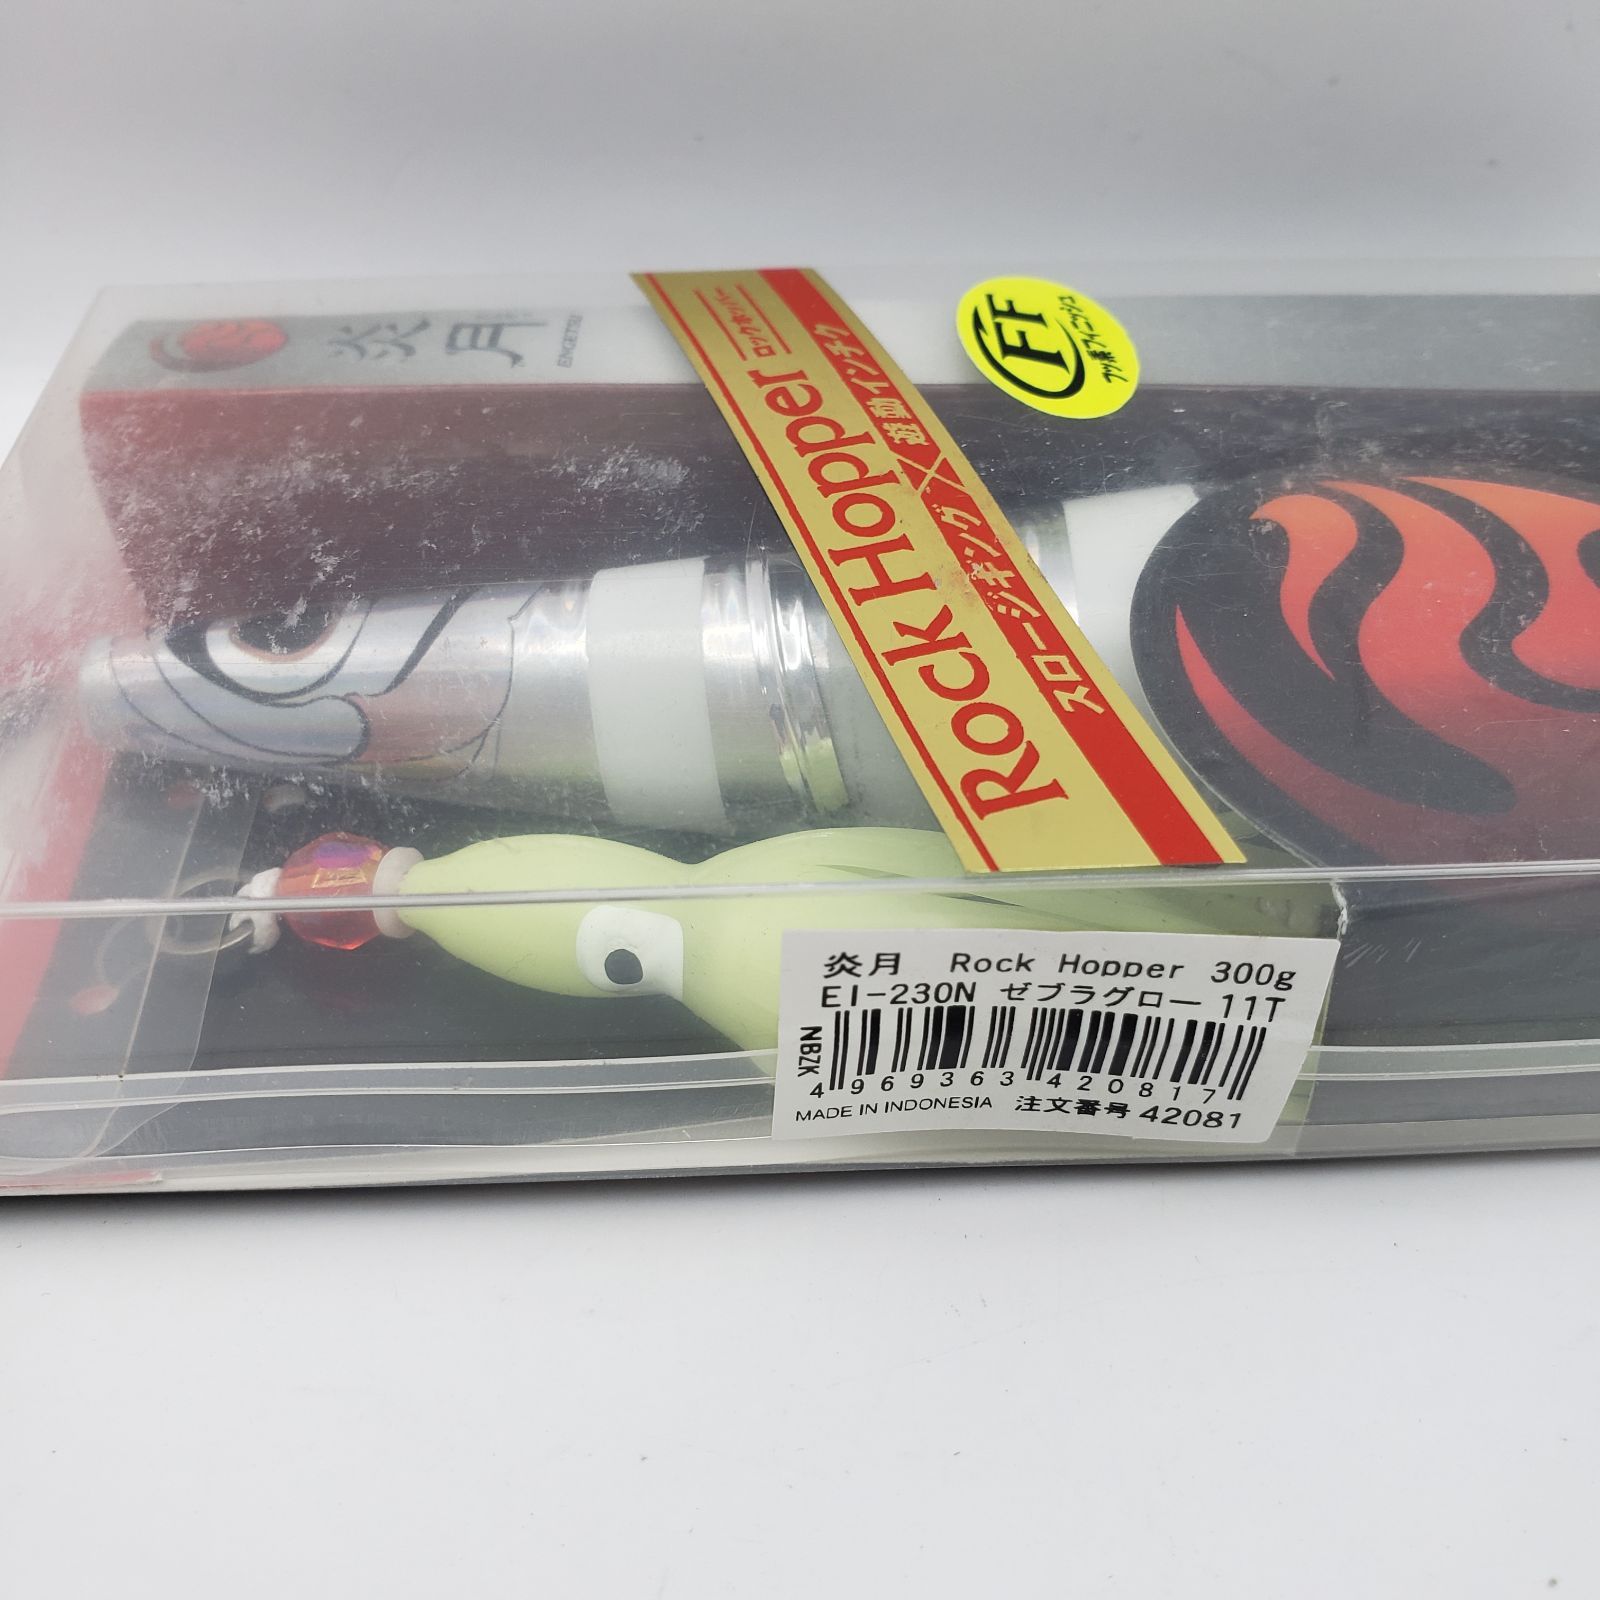 炎月
ENGETSU
Rock Hopper ロックホッパー
スロージギング×遊動インチク
FF
フッ素フィニッシュ
炎月 Rock Hopper 300g
EI-230N ゼブラグロー 11T
NBZK
4969363420817
MADE IN INDONESIA 注文番号 42081